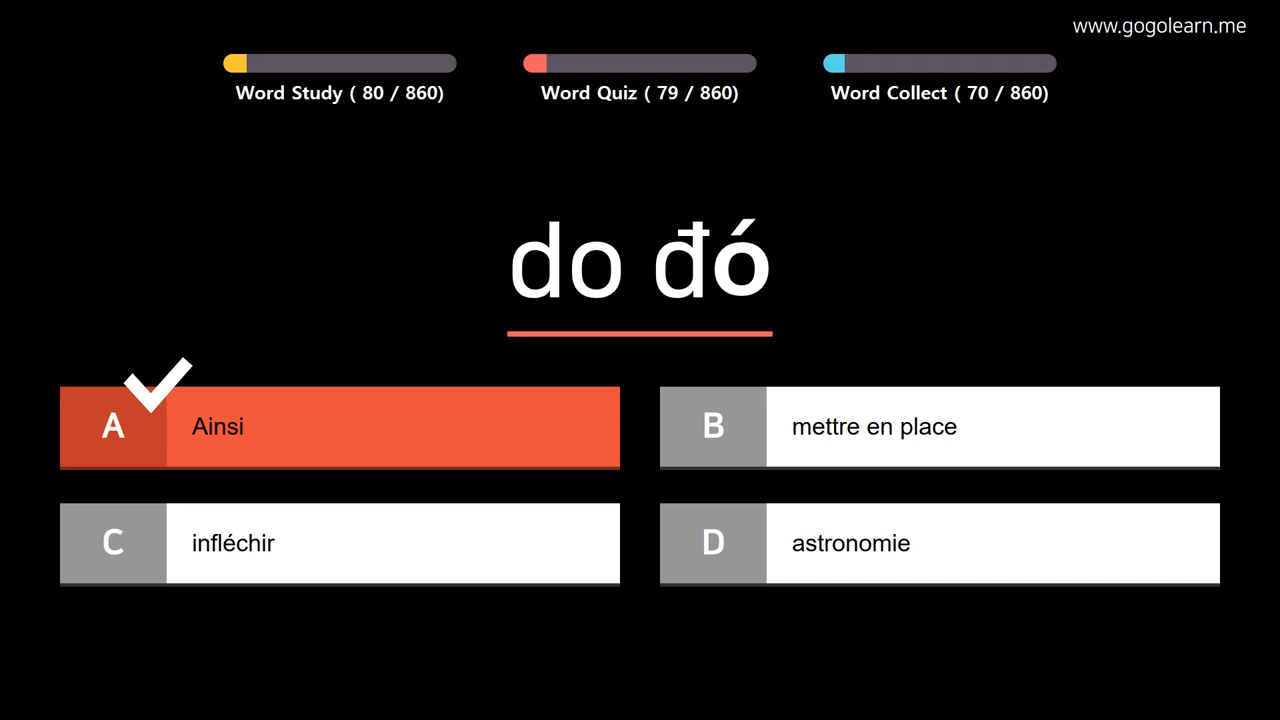 www.gogolearn.me
Word Study ( 80 / 860)
Word Quiz ( 79 / 860)
Word Collect ( 70 / 860)
do đó
A Ainsi
B mettre en place
C infléchir
D astronomie